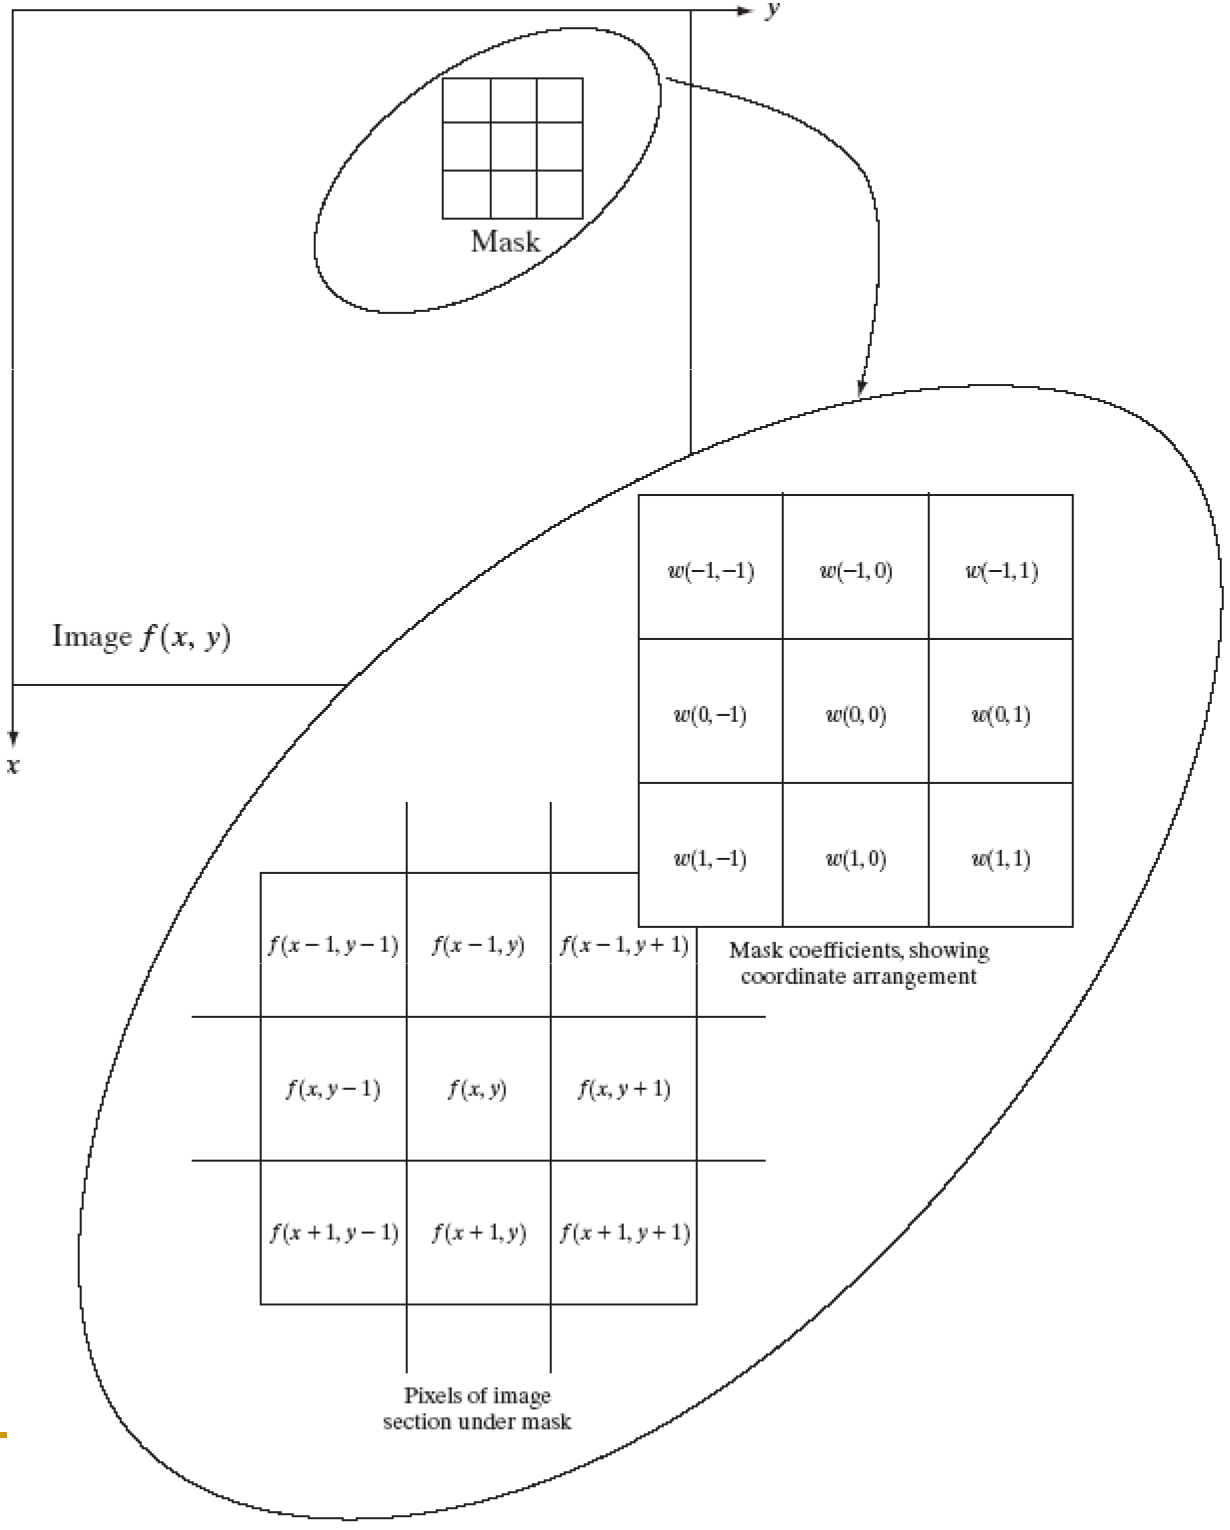 y
Mask
Image f(x, y)
x
w(−1,−1) w(−1,0) w(−1,1)
w(0,−1) w(0,0) w(0,1)
w(1,−1) w(1,0) w(1,1)
Mask coefficients, showing
coordinate arrangement
f(x − 1, y − 1) f(x − 1, y) f(x − 1, y + 1)
f(x, y − 1) f(x, y) f(x, y + 1)
f(x + 1, y − 1) f(x + 1, y) f(x + 1, y + 1)
Pixels of image
section under mask